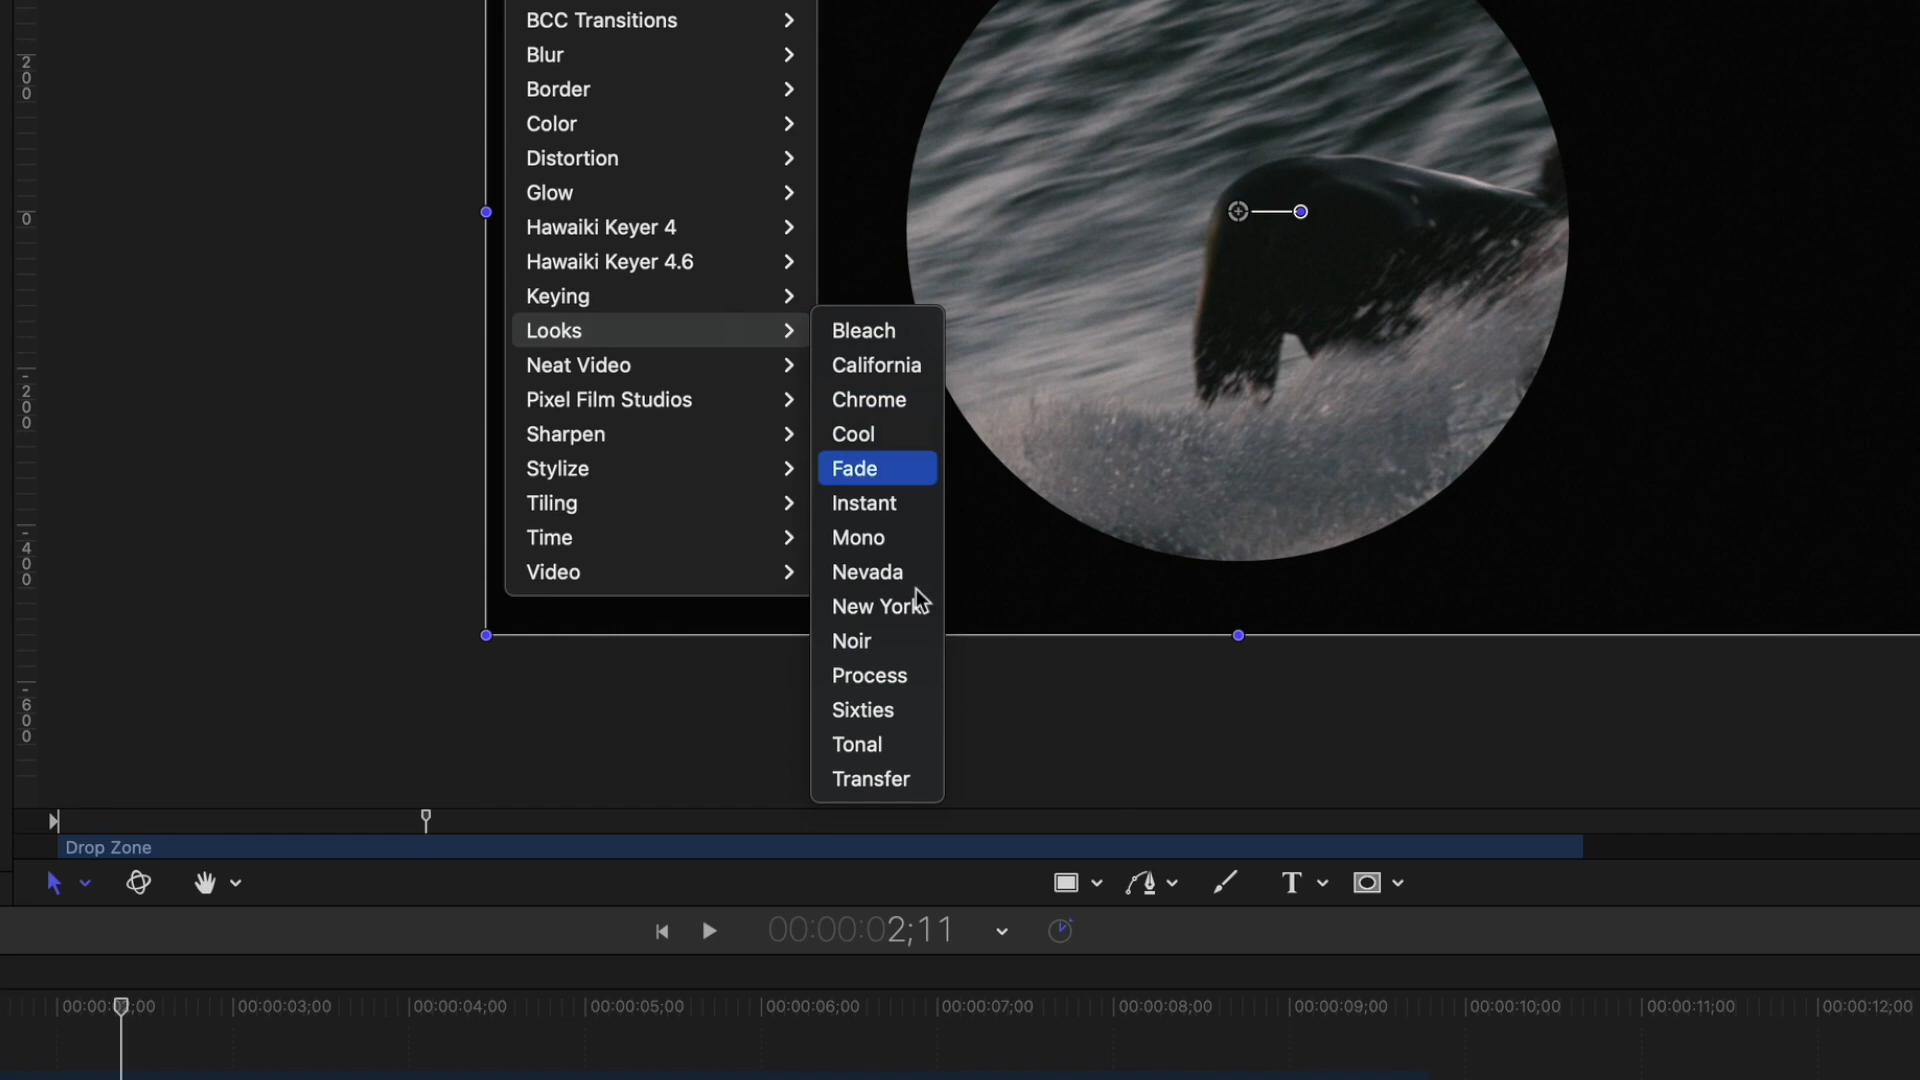 BCC Transitions
Blur
Border
Color
Distortion
Glow
Hawaiki Keyer 4
Hawaiki Keyer 4.6
Keying
Looks
Neat Video
Pixel Film Studios
Sharpen
Stylize
Tiling
Time
Video
Bleach
California
Chrome
Cool
Fade
Instant
Mono
Nevada
New York
Noir
Process
Sixties
Tonal
Transfer
200
0
-200
-400
-600
Drop Zone
T
00:00:02;11
00:00:02;00 00:00:03;00 00:00:04;00 00:00:05;00 00:00:06;00 00:00:07;00 00:00:08;00 00:00:09;00 00:00:10;00 00:00:11;00 00:00:12;00